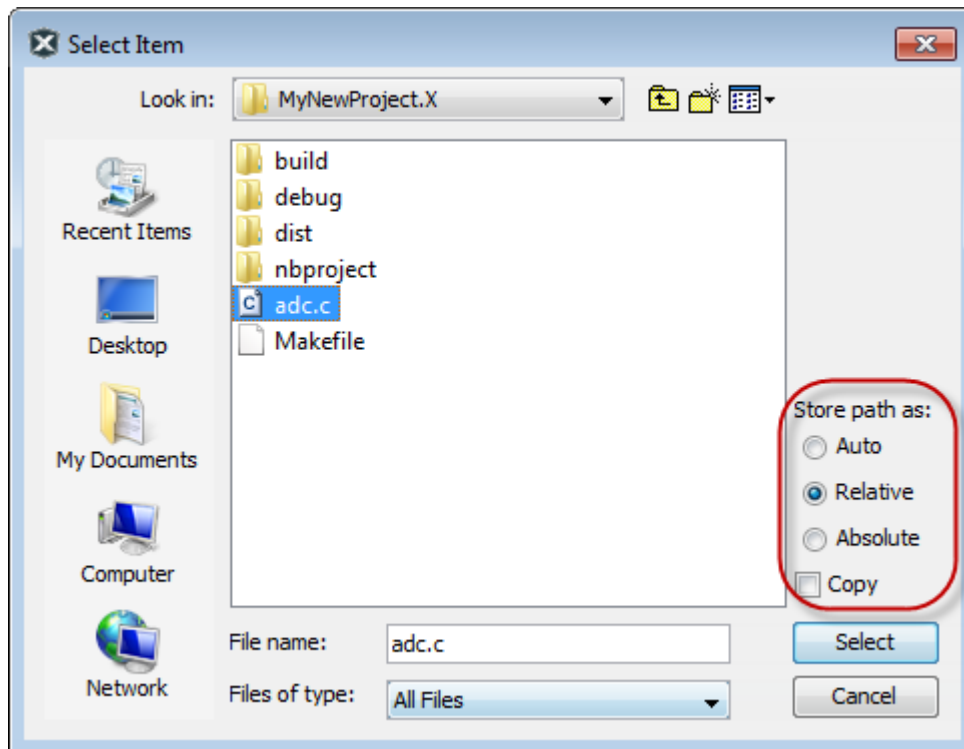 Select Item
Look in:
MyNewProject.X
Recent Items
Desktop
My Documents
Computer
Network
build
debug
dist
nbproject
C adc.c
Makefile
Store path as:
Auto
Relative
Absolute
Copy
File name:
adc.c
Select
Files of type:
All Files
Cancel